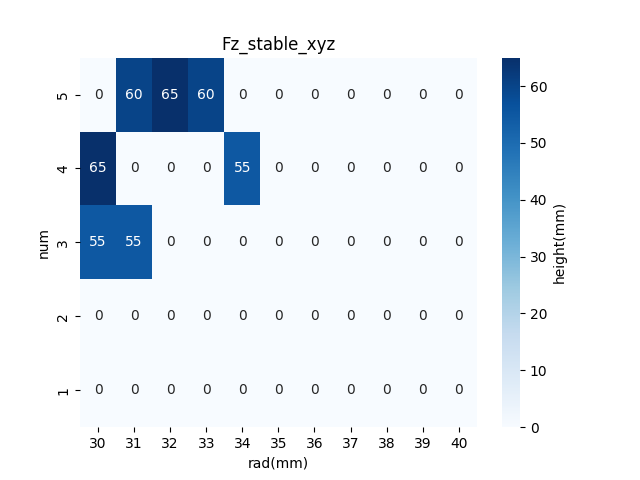 Fz_stable_xyz
5 0 60 65 60 0 0 0 0 0 0 0
4 65 0 0 0 55 0 0 0 0 0 0
3 55 55 0 0 0 0 0 0 0 0 0
2 0 0 0 0 0 0 0 0 0 0 0
1 0 0 0 0 0 0 0 0 0 0 0
num
30 31 32 33 34 35 36 37 38 39 40
rad(mm)
60
50
40
30
20
10
0
height(mm)